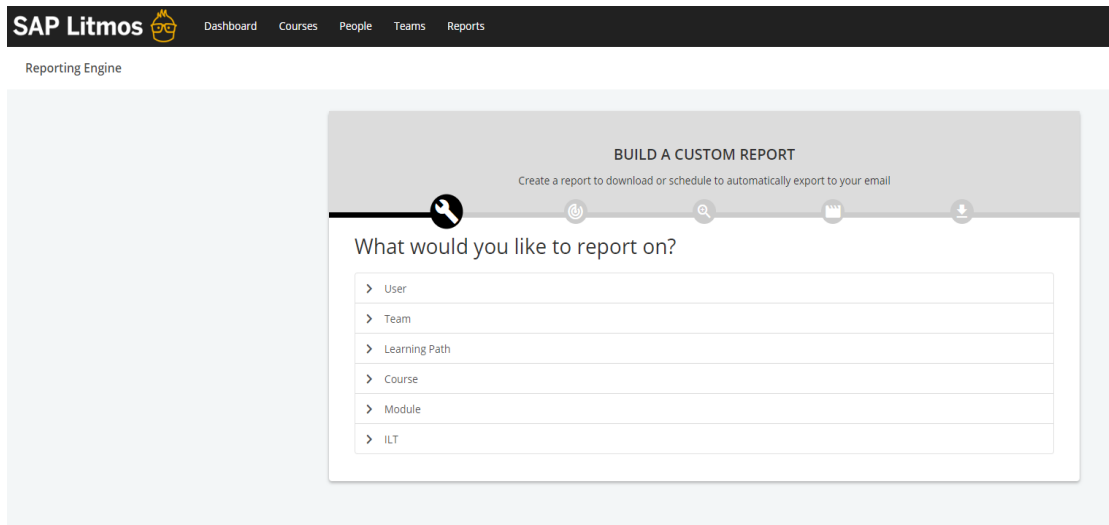 SAP Litmos Dashboard Courses People Teams Reports
Reporting Engine
BUILD A CUSTOM REPORT
Create a report to download or schedule to automatically export to your email
What would you like to report on?
User
Team
Learning Path
Course
Module
ILT